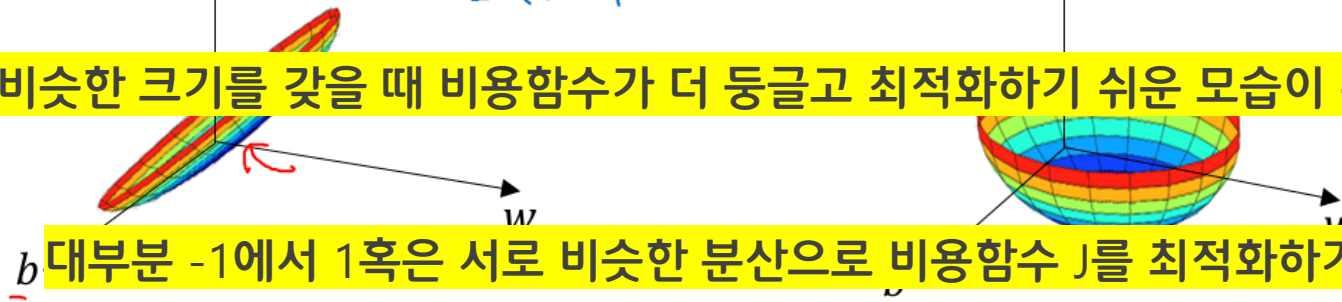 비슷한 크기를 갖을 때 비용함수가 더 둥글고 최적화하기 쉬운 모습이
w
b 대부분 -1에서 1혹은 서로 비슷한 분산으로 비용함수 J를 최적화하기